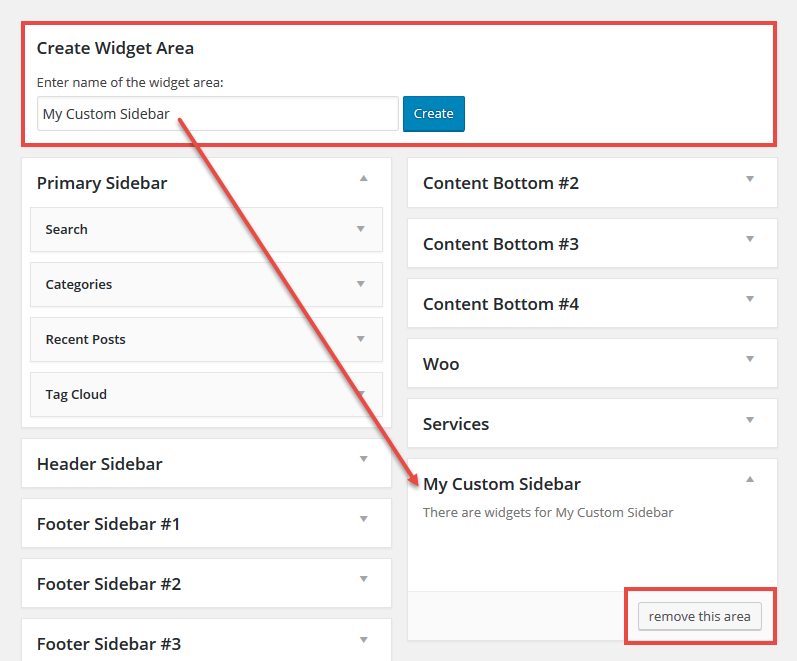 Create Widget Area
Enter name of the widget area:
My Custom Sidebar
Create
Primary Sidebar
Search
Categories
Recent Posts
Tag Cloud
Header Sidebar
Footer Sidebar #1
Footer Sidebar #2
Footer Sidebar #3
Content Bottom #2
Content Bottom #3
Content Bottom #4
Woo
Services
My Custom Sidebar
There are widgets for My Custom Sidebar
remove this area